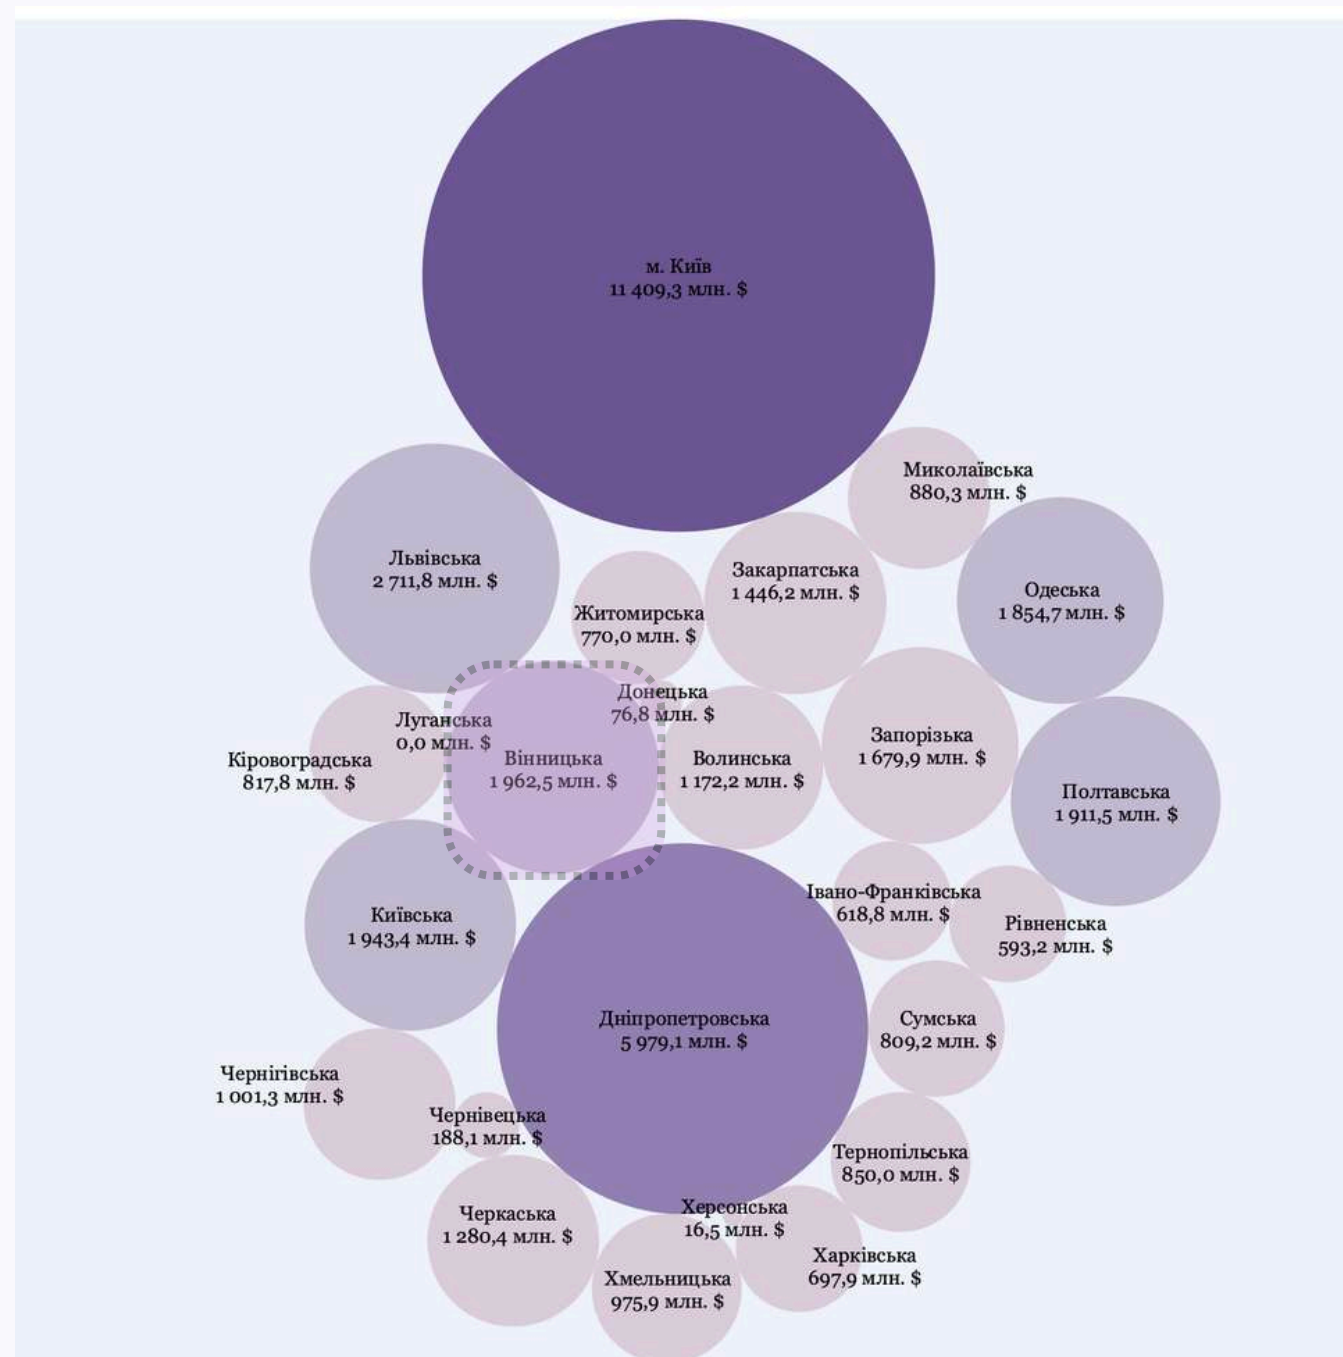 м. Київ
11 409,3 млн. $
Миколаївська
880,3 млн. $
Львівська
2 711,8 млн. $
Закарпатська
1 446,2 млн. $
Одеська
1 854,7 млн. $
Житомирська
770,0 млн. $
Донецька
76,8 млн. $
Луганська
0,0 млн. $
Запорізька
1 679,9 млн. $
Кіровоградська
817,8 млн. $
Вінницька
1 962,5 млн. $
Волинська
1 172,2 млн. $
Полтавська
1 911,5 млн. $
Івано-Франківська
618,8 млн. $
Київська
1 943,4 млн. $
Рівненська
593,2 млн. $
Дніпропетровська
5 979,1 млн. $
Сумська
809,2 млн. $
Чернігівська
1 001,3 млн. $
Чернівецька
188,1 млн. $
Тернопільська
850,0 млн. $
Херсонська
16,5 млн. $
Черкаська
1 280,4 млн. $
Харківська
697,9 млн. $
Хмельницька
975,9 млн. $